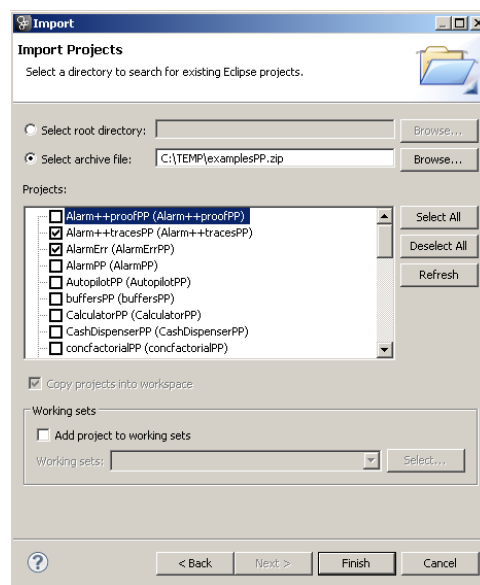 Import
Import Projects
Select a directory to search for existing Eclipse projects.
Select root directory:
Browse...
Select archive file:
C:\TEMP\examplesPP.zip
Browse...
Projects:
Alarm++proofPP (Alarm++proofPP)
Alarm++tracesPP (Alarm++tracesPP)
AlarmErr (AlarmErrPP)
AlarmPP (AlarmPP)
AutopilotPP (AutopilotPP)
buffersPP (buffersPP)
CalculatorPP (CalculatorPP)
CashDispenserPP (CashDispenserPP)
concfactorialPP (concfactorialPP)
Select All
Deselect All
Refresh
Copy projects into workspace
Working sets
Add project to working sets
Working sets:
Select...
?
< Back
Next >
Finish
Cancel